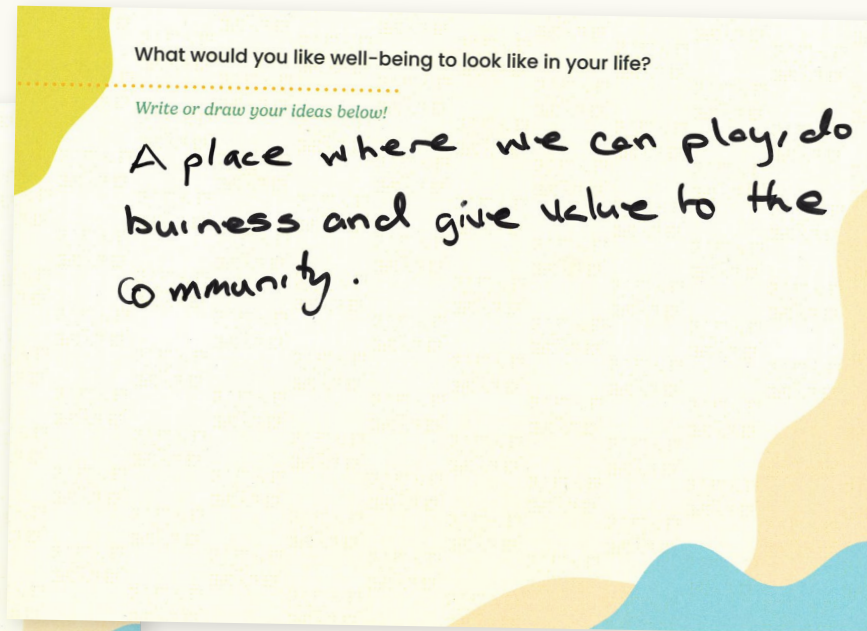 What would you like well-being to look like in your life?
Write or draw your ideas below!
A place where we can play, do
buiness and give value to the
community.